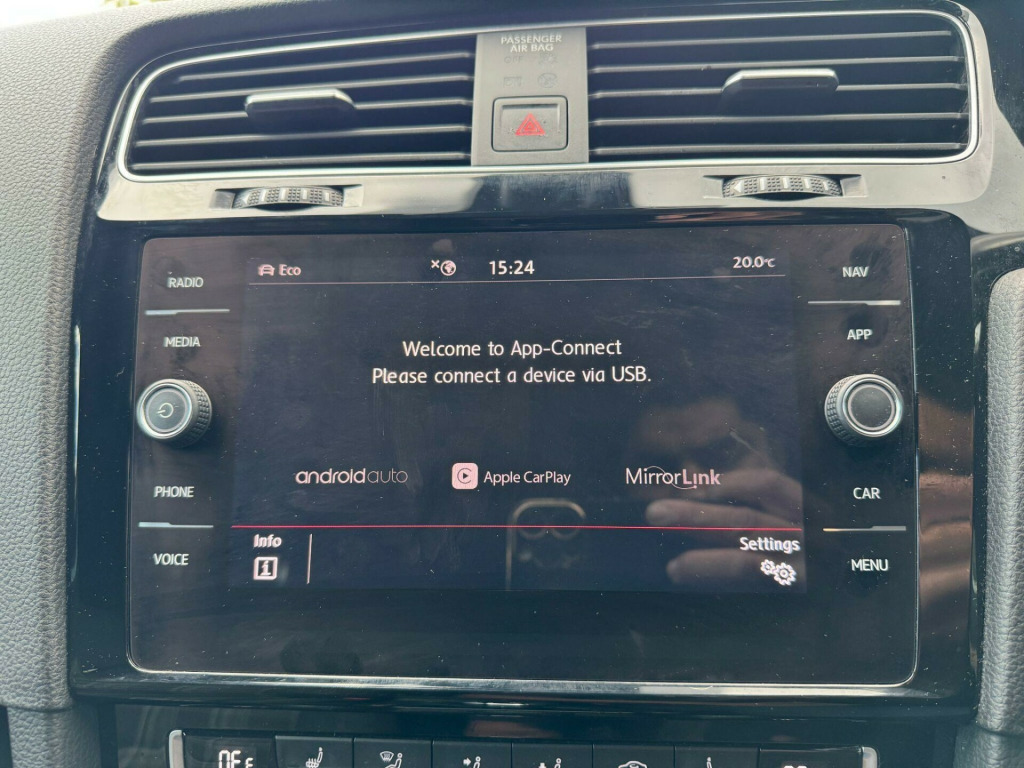 PASSENGER
AIR BAG
RADIO
MEDIA
PHONE
VOICE
Eco
15:24
20.0°C
Welcome to App-Connect
Please connect a device via USB.
androidauto
Apple CarPlay
MirrorLink
Info
i
Settings
NAV
APP
CAR
MENU
OFF